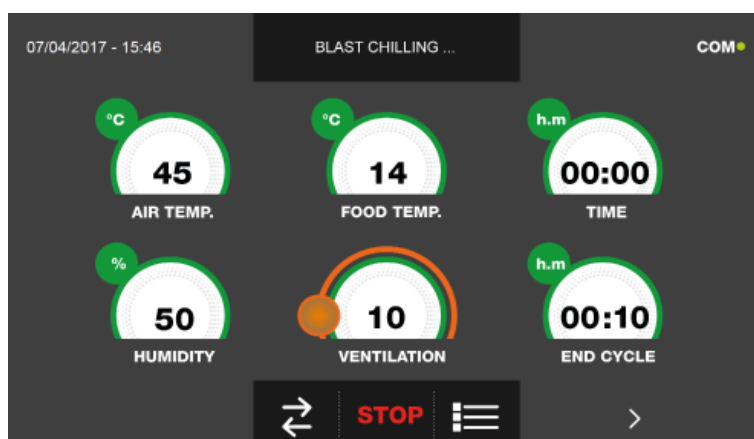 07/04/2017 - 15:46
BLAST CHILLING ...
COM
°C
45
AIR TEMP.
°C
14
FOOD TEMP.
h.m
00:00
TIME
%
50
HUMIDITY
10
VENTILATION
h.m
00:10
END CYCLE
STOP